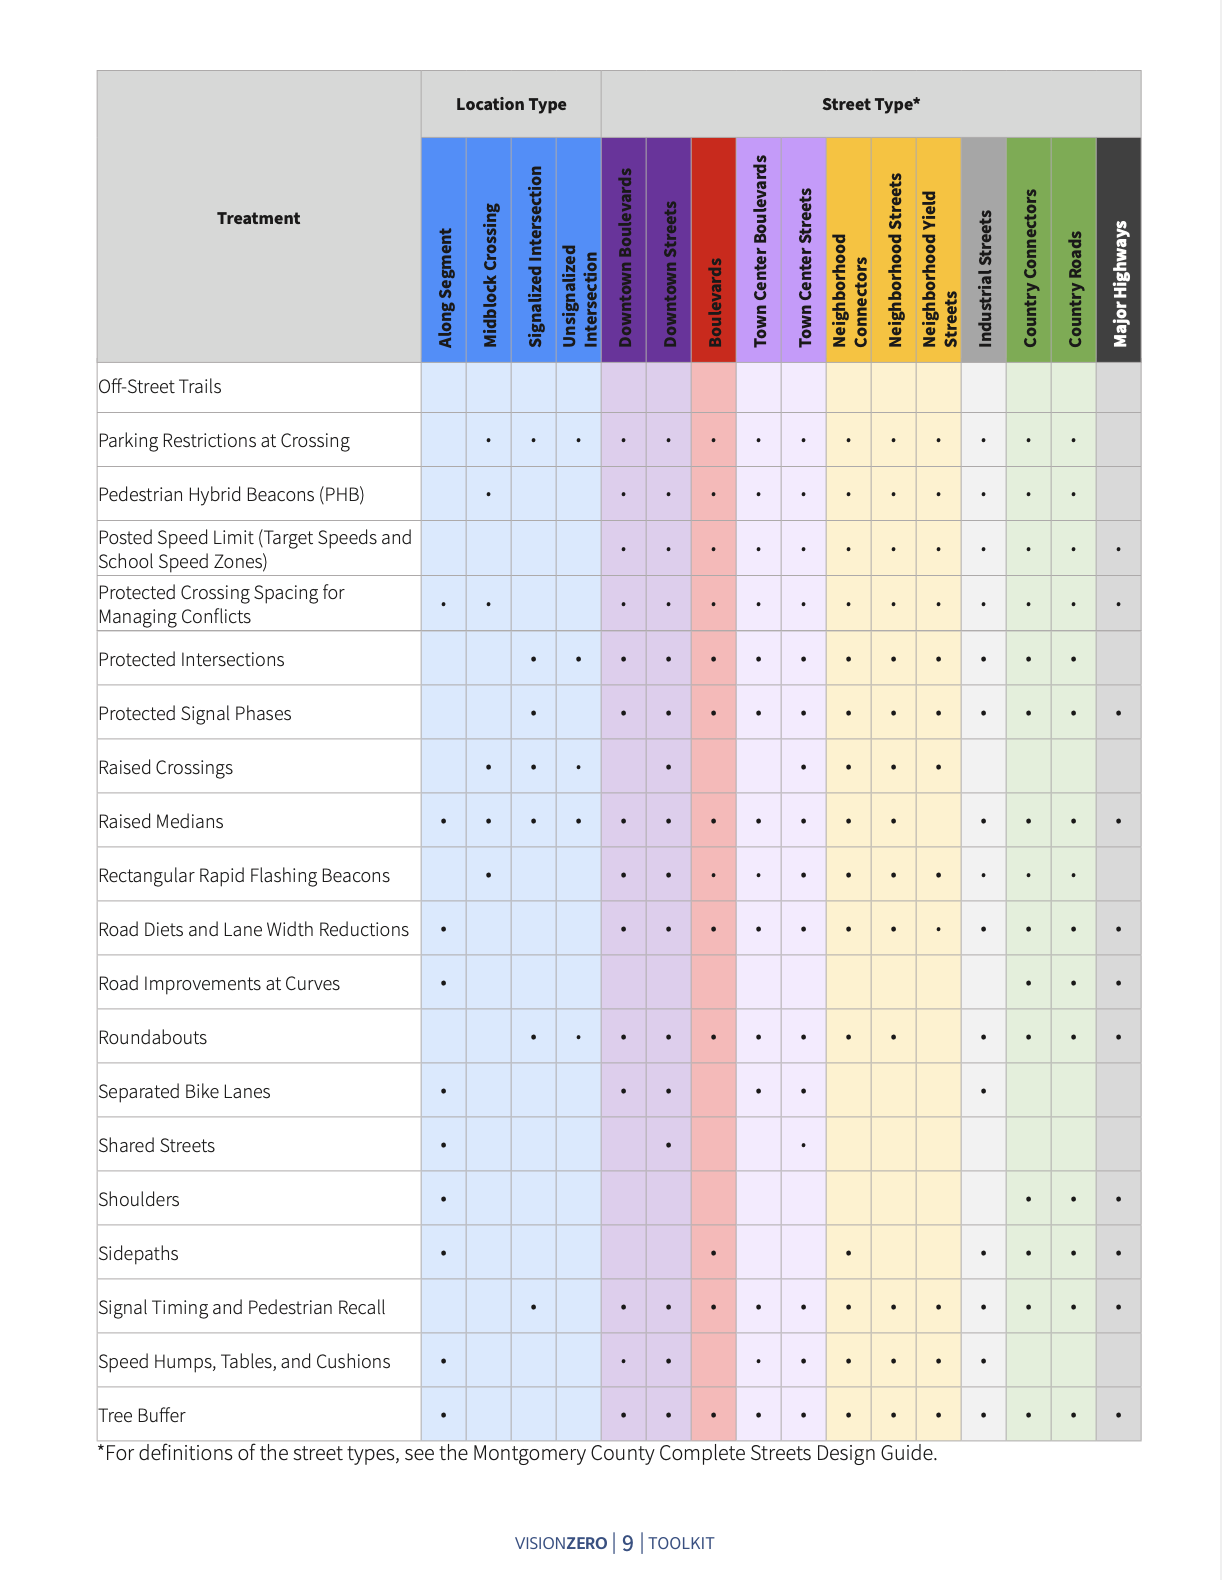 Treatment
Location Type
Street Type*
Along Segment
Midblock Crossing
Signalized Intersection
Unsignalized
Intersection
Downtown Boulevards
Downtown Streets
Boulevards
Town Center Boulevards
Town Center Streets
Neighborhood
Connectors
Neighborhood Streets
Neighborhood Yield
Streets
Industrial Streets
Country Connectors
Country Roads
Major Highways
Off-Street Trails
Parking Restrictions at Crossing • • • • • • • • • • • • • •
Pedestrian Hybrid Beacons (PHB) • • • • • • • • • • • •
Posted Speed Limit (Target Speeds and
School Speed Zones) • • • • • • • • • • • •
Protected Crossing Spacing for
Managing Conflicts • • • • • • • • • • • • • •
Protected Intersections • • • • • • • • • • • • •
Protected Signal Phases • • • • • • • • • • • • •
Raised Crossings • • • • • • • •
Raised Medians • • • • • • • • • • • • • • •
Rectangular Rapid Flashing Beacons • • • • • • • • • • • •
Road Diets and Lane Width Reductions • • • • • • • • • • • • •
Road Improvements at Curves • • • •
Roundabouts • • • • • • • • • • • • •
Separated Bike Lanes • • • • • •
Shared Streets • • •
Shoulders • • • •
Sidepaths • • • • • • •
Signal Timing and Pedestrian Recall • • • • • • • • • • • • •
Speed Humps, Tables, and Cushions • • • • • • • • •
Tree Buffer • • • • • • • • • • • • •
*For definitions of the street types, see the Montgomery County Complete Streets Design Guide.
VISIONZERO | 9 | TOOLKIT